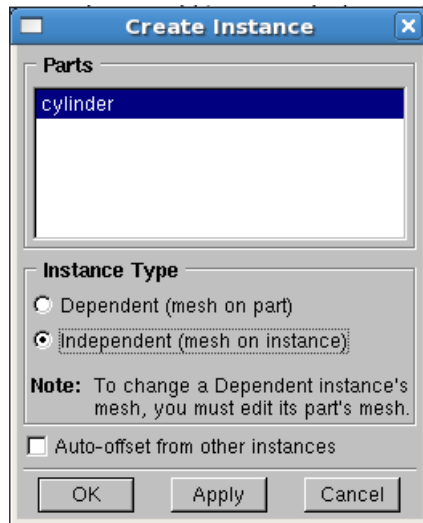 Create Instance
Parts
cylinder
Instance Type
Dependent (mesh on part)
Independent (mesh on instance)
Note: To change a Dependent instance's
mesh, you must edit its part's mesh.
Auto-offset from other instances
OK Apply Cancel